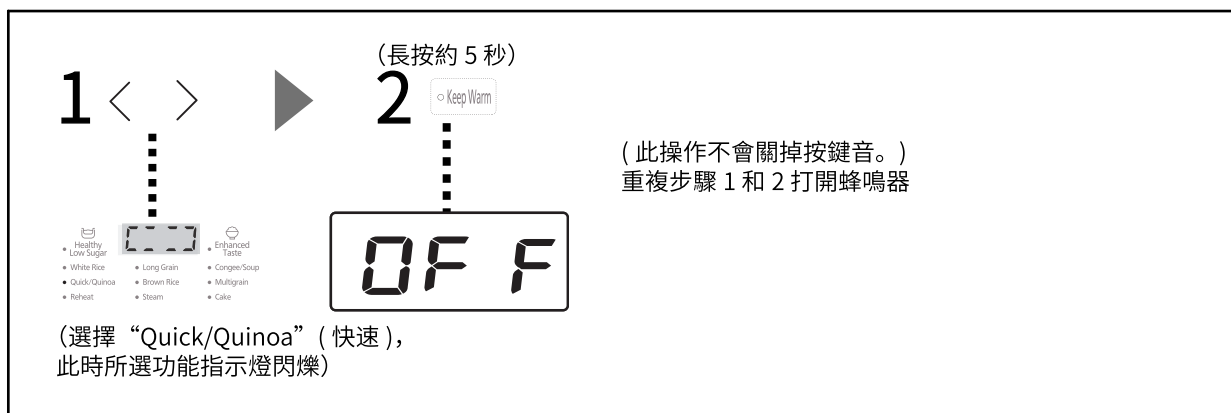 1
（長按約 5 秒）
2
Keep Warm
( 此操作不會關掉按鍵音。)
重複步驟 1 和 2 打開蜂鳴器
Healthy
Low Sugar
Enhanced
Taste
White Rice
Long Grain
Congee/Soup
Quick/Quinoa
Brown Rice
Multigrain
Reheat
Steam
Cake
OFF
（選擇“Quick/Quinoa” ( 快速 )，
此時所選功能指示燈閃爍）